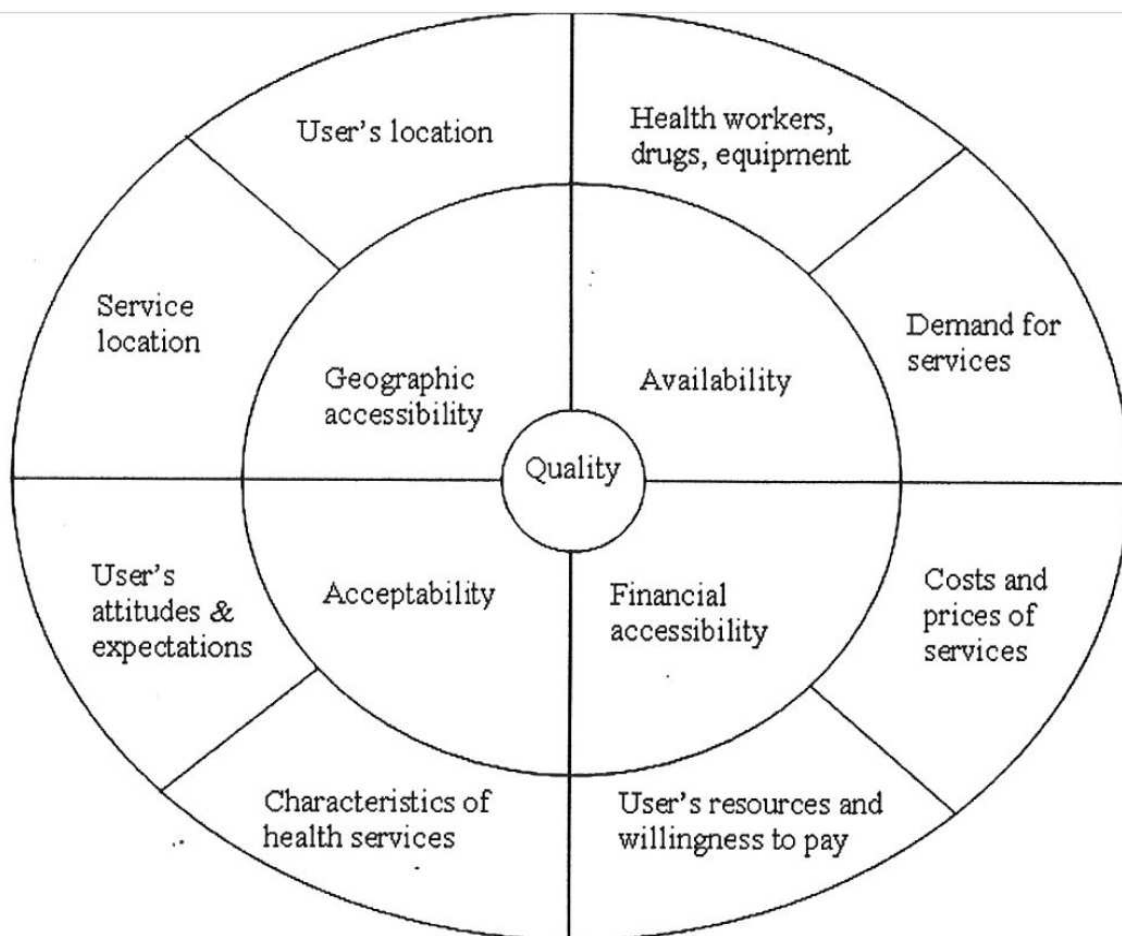 User's location
Health workers,
drugs, equipment
Service
location
Demand for
services
Geographic
accessibility
Availability
Quality
User's
attitudes &
expectations
Acceptability
Financial
accessibility
Costs and
prices of
services
Characteristics of
health services
User's resources and
willingness to pay